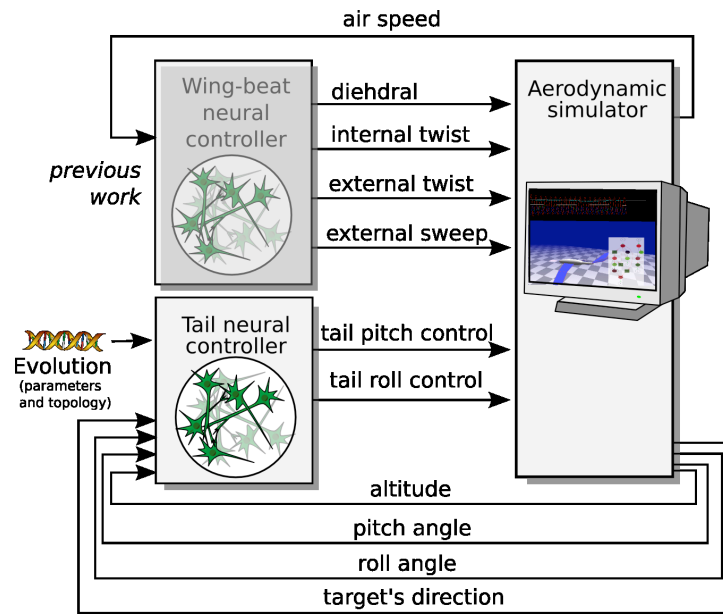 air speed
Wing-beat
neural
controller
previous
work
diehdral
internal twist
external twist
external sweep
Aerodynamic
simulator
Evolution
(parameters
and topology)
Tail neural
controller
tail pitch control
tail roll control
altitude
pitch angle
roll angle
target's direction